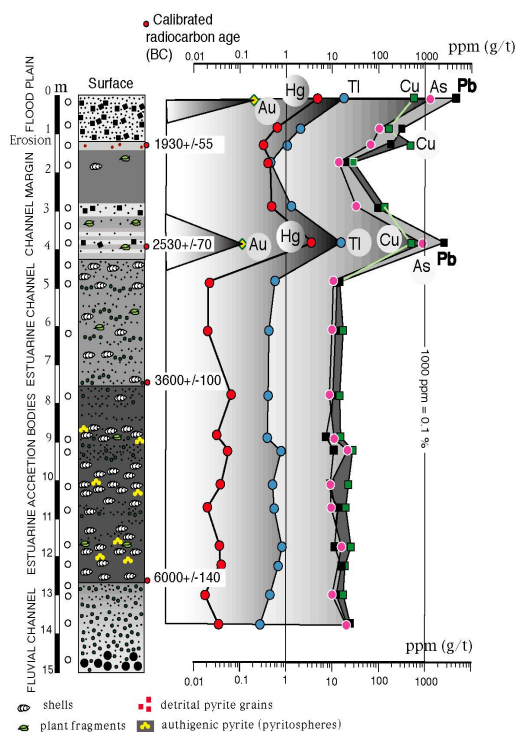 Calibrated
radiocarbon age
(BC)
ppm (g/t)
0.01 0.1 1 10 100 1000 10000
0 m Surface
FLOOD PLAIN
Hg Tl Cu As Pb
Au
1
Erosion
1930+/-55
Cu
2
CHANNEL MARGIN
3
4
2530+/-70
Au Hg Tl Cu Pb
As
5
ESTUARINE CHANNEL
6
7
3600+/-100
1000 ppm = 0.1 %
8
ESTUARINE ACCRETION BODIES
9
10
11
12
6000+/-140
13
FLUVIAL CHANNEL
14
ppm (g/t)
15
0.01 0.1 1 10 100 1000 10000
shells
detrital pyrite grains
plant fragments
authigenic pyrite (pyritospheres)